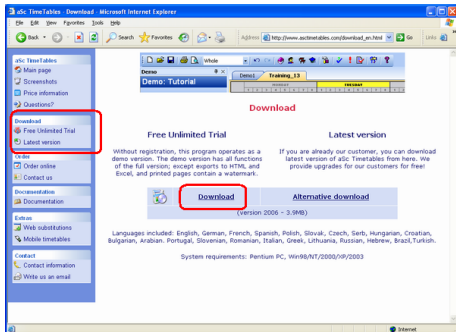 aSc TimeTables - Download - Microsoft Internet Explorer
File Edit View Favorites Tools Help
Back Search Favorites Address http://www.asctimetables.com/download_en.html Go Links
aSc TimeTables
Main page
Screenshots
Price information
Questions?
Download
Free Unlimited Trial
Latest version
Order
Order online
Contact us
Documentation
Documentation
Extras
Web substitutions
Mobile timetables
Contact
Contact information
Write us an email
Whole
Demo
Demo: Tutorial
Demo1 Training_13
MONDAY TUESDAY
Download
Free Unlimited Trial
Without registration, this program operates as a
demo version. The demo version has all functions
of the full version; except exports to HTML and
Excel, and printed pages contain a watermark.
Latest version
If you are already our customer, you can download
latest version of aSc Timetables from here. We
provide upgrades for our customers for free!
Download Alternative download
(version 2006 - 3.9MB)
Languages included: English, German, French, Spanish, Polish, Slovak, Czech, Serb, Hungarian, Croatian,
Bulgarian, Arabian. Portugal, Slovenian, Romanian, Italian, Greek, Lithuania, Russian, Hebrew, Brazil,Turkish.
System requirements: Pentium PC, Win98/NT/2000/XP/2003
Internet